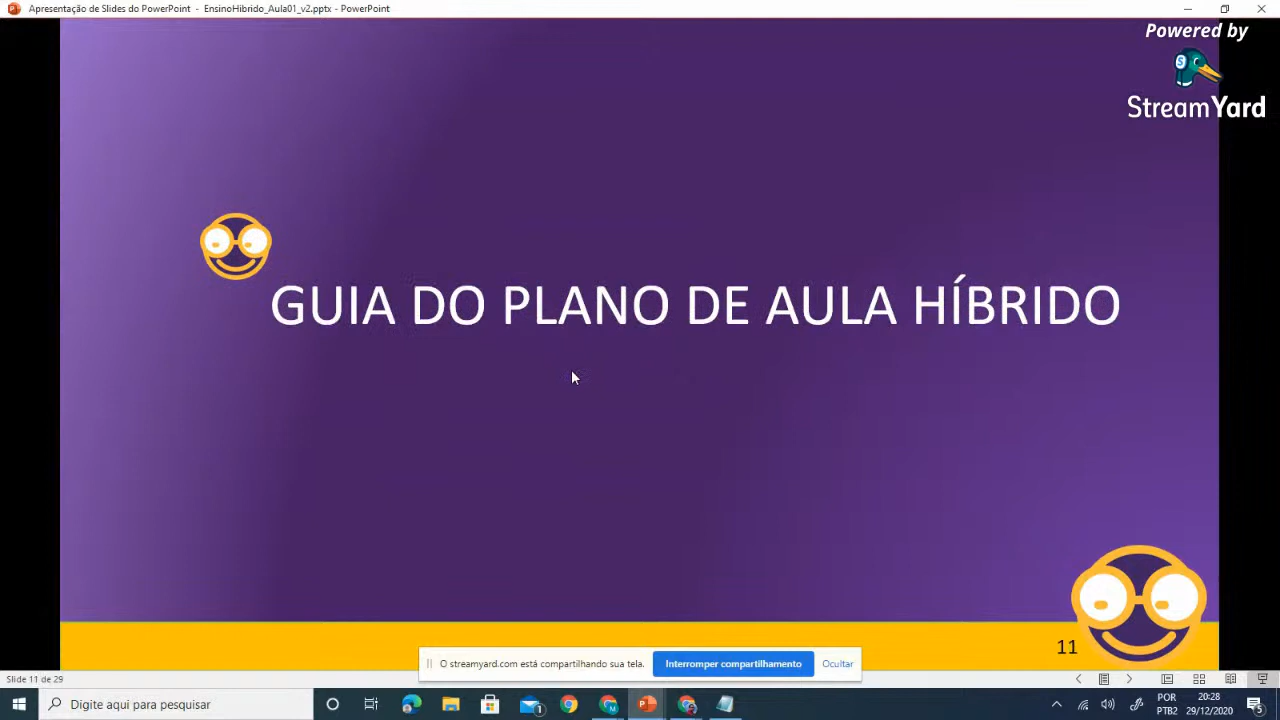 Apresentação de Slides do PowerPoint - EnsinoHibrido_Aula01_v2.pptx - PowerPoint
Powered by
StreamYard
GUIA DO PLANO DE AULA HÍBRIDO
11
O streamyard.com está compartilhando sua tela.
Interromper compartilhamento
Ocultar
Slide 11 de 29
Digite aqui para pesquisar
1
POR
PTB2
20:28
29/12/2020
5